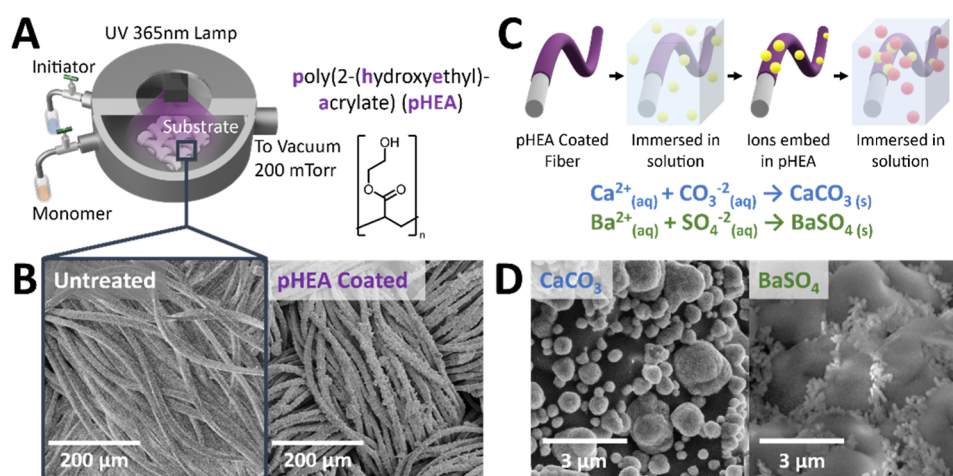 A
UV 365nm Lamp
Initiator
Substrate
Monomer
To Vacuum
200 mTorr
poly(2-(hydroxyethyl)-
acrylate) (pHEA)
OH
O
O
n
B
Untreated
200 µm
pHEA Coated
200 µm
C
pHEA Coated
Fiber
Immersed in
solution
Ions embed
in pHEA
Immersed in
solution
Ca²⁺(aq) + CO₃⁻²(aq) → CaCO₃ (s)
Ba²⁺(aq) + SO₄⁻²(aq) → BaSO₄ (s)
D
CaCO₃
3 µm
BaSO₄
3 µm